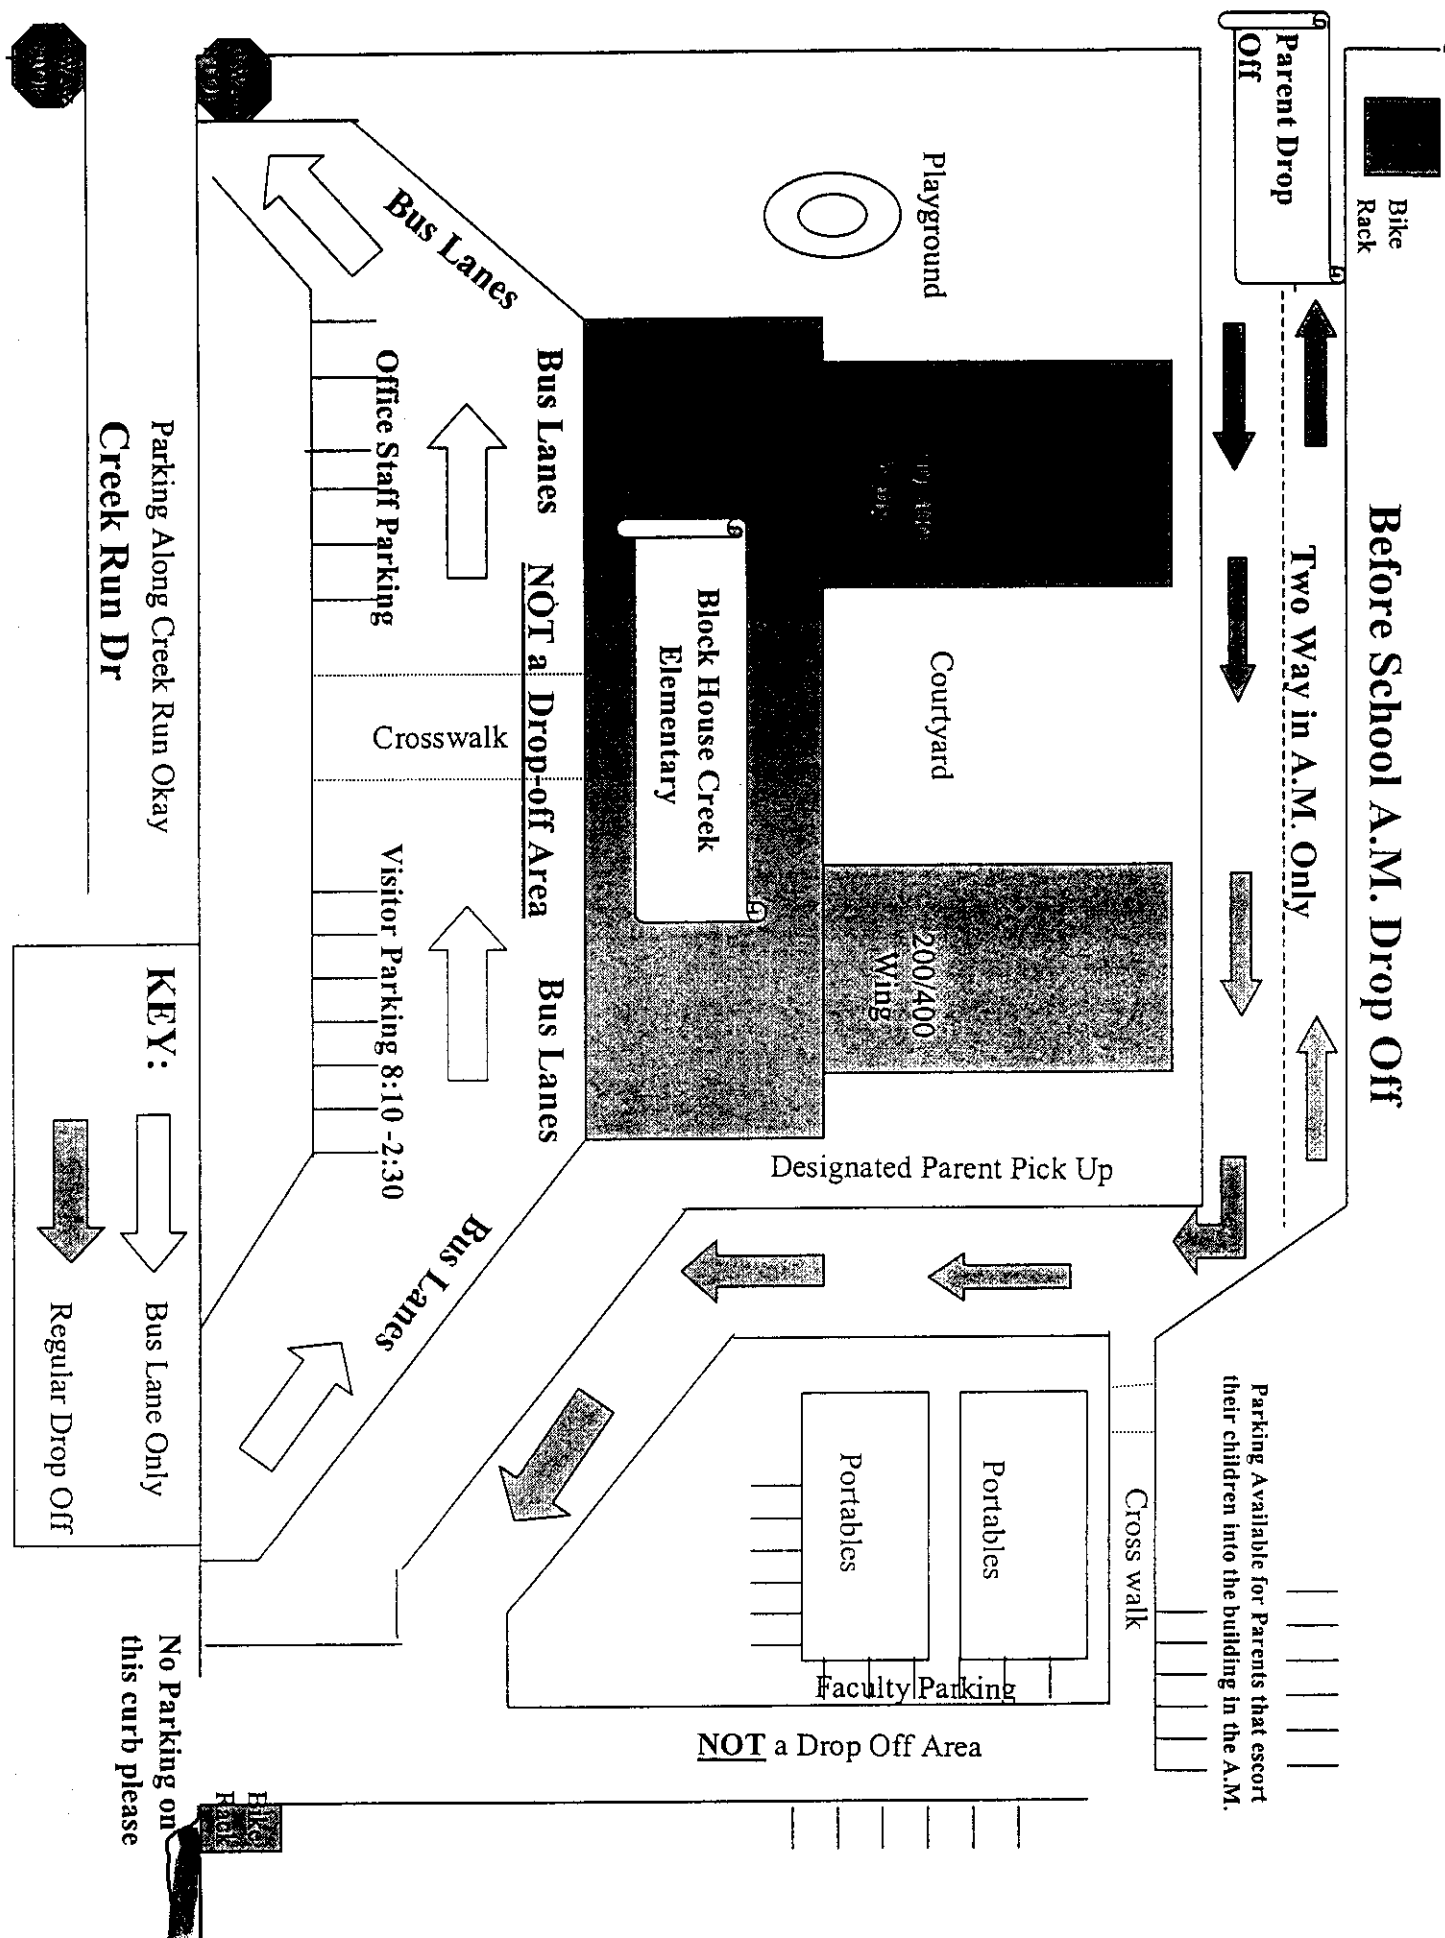 Before School A.M. Drop Off
Bike
Rack
Parent Drop
Off
Two Way in A.M. Only
Parking Available for Parents that escort
their children into the building in the A.M.
Cross walk
Playground
Courtyard
200/400
Wing
Designated Parent Pick Up
Portables
Portables
Faculty Parking
NOT a Drop Off Area
Block House Creek
Elementary
Bus Lanes
Bus Lanes
NOT a Drop-off Area
Bus Lanes
Bus Lanes
Office Staff Parking
Crosswalk
Visitor Parking 8:10 -2:30
Parking Along Creek Run Okay
Creek Run Dr
KEY:
Bus Lane Only
Regular Drop Off
No Parking on
this curb please
Bike
Rack